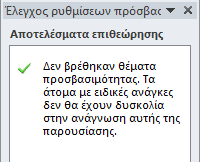 Έλεγχος ρυθμίσεων πρόσβας
Αποτελέσματα επιθεώρησης
Δεν βρέθηκαν θέματα
προσβασιμότητας. Τα
άτομα με ειδικές ανάγκες
δεν θα έχουν δυσκολία
στην ανάγνωση αυτής της
παρουσίασης.